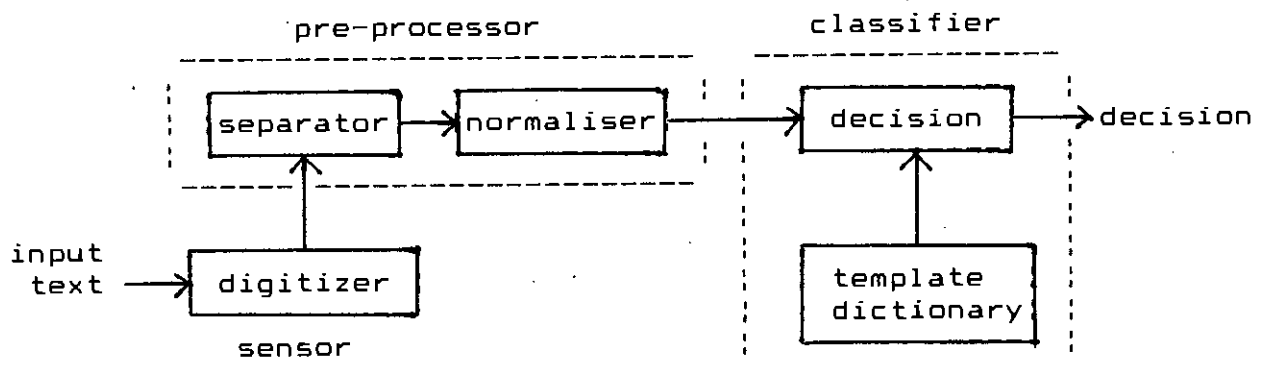 pre-processor
classifier
separator
normaliser
decision
decision
input
text
digitizer
template
dictionary
sensor